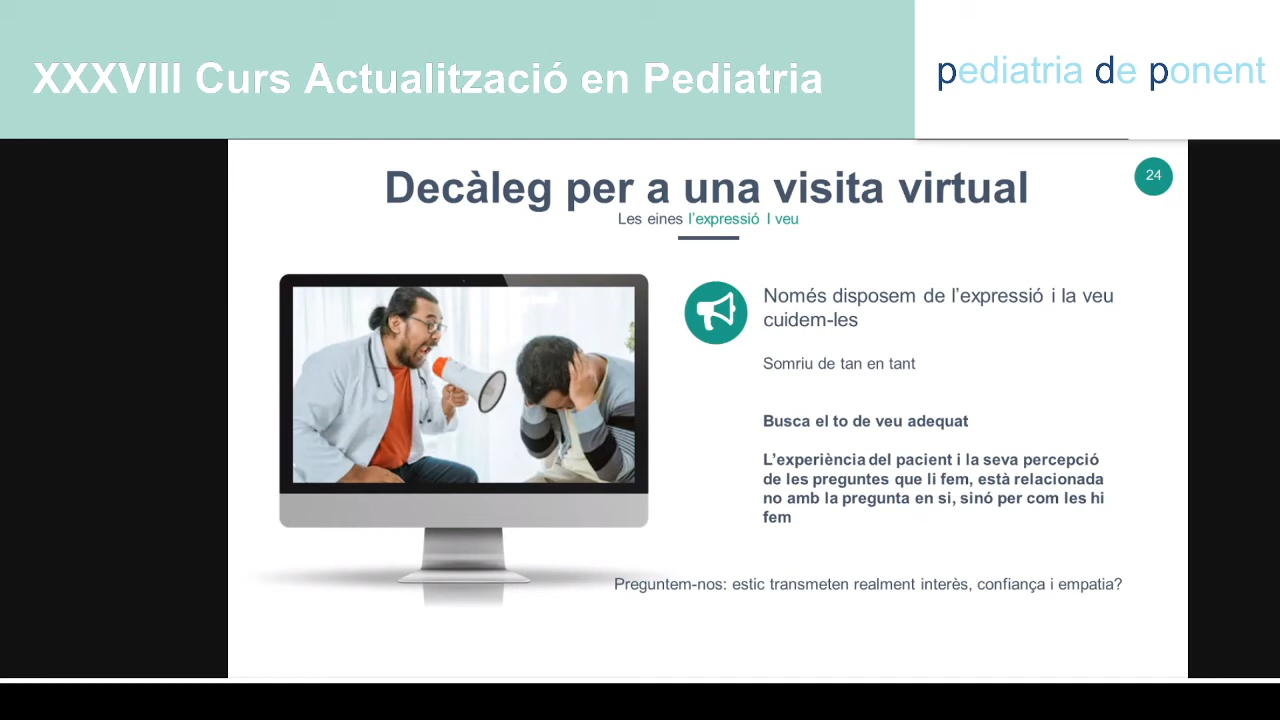 XXXVIII Curs Actualització en Pediatria
pediatria de ponent
Decàleg per a una visita virtual
24
Les eines l'expressió I veu
Només disposem de l'expressió i la veu
cuidem-les
Somriu de tan en tant
Busca el to de veu adequat
L'experiència del pacient i la seva percepció
de les preguntes que li fem, està relacionada
no amb la pregunta en si, sinó per com les hi
fem
Preguntem-nos: estic transmeten realment interès, confiança i empatia?